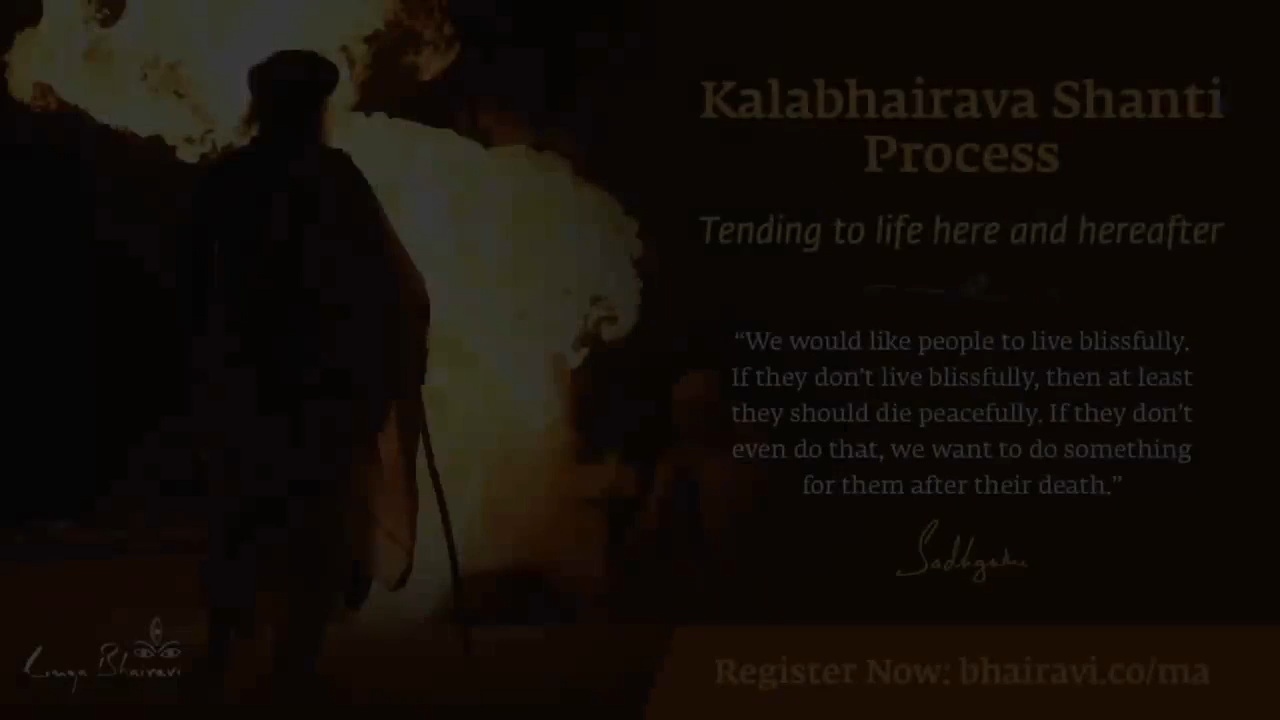 Kalabhairava Shanti
Process
Tending to life here and hereafter
“We would like people to live blissfully.
If they don’t live blissfully, then at least
they should die peacefully. If they don’t
even do that, we want to do something
for them after their death.”
Sadhguru
Linga Bhairavi
Register Now: bhairavi.co/ma